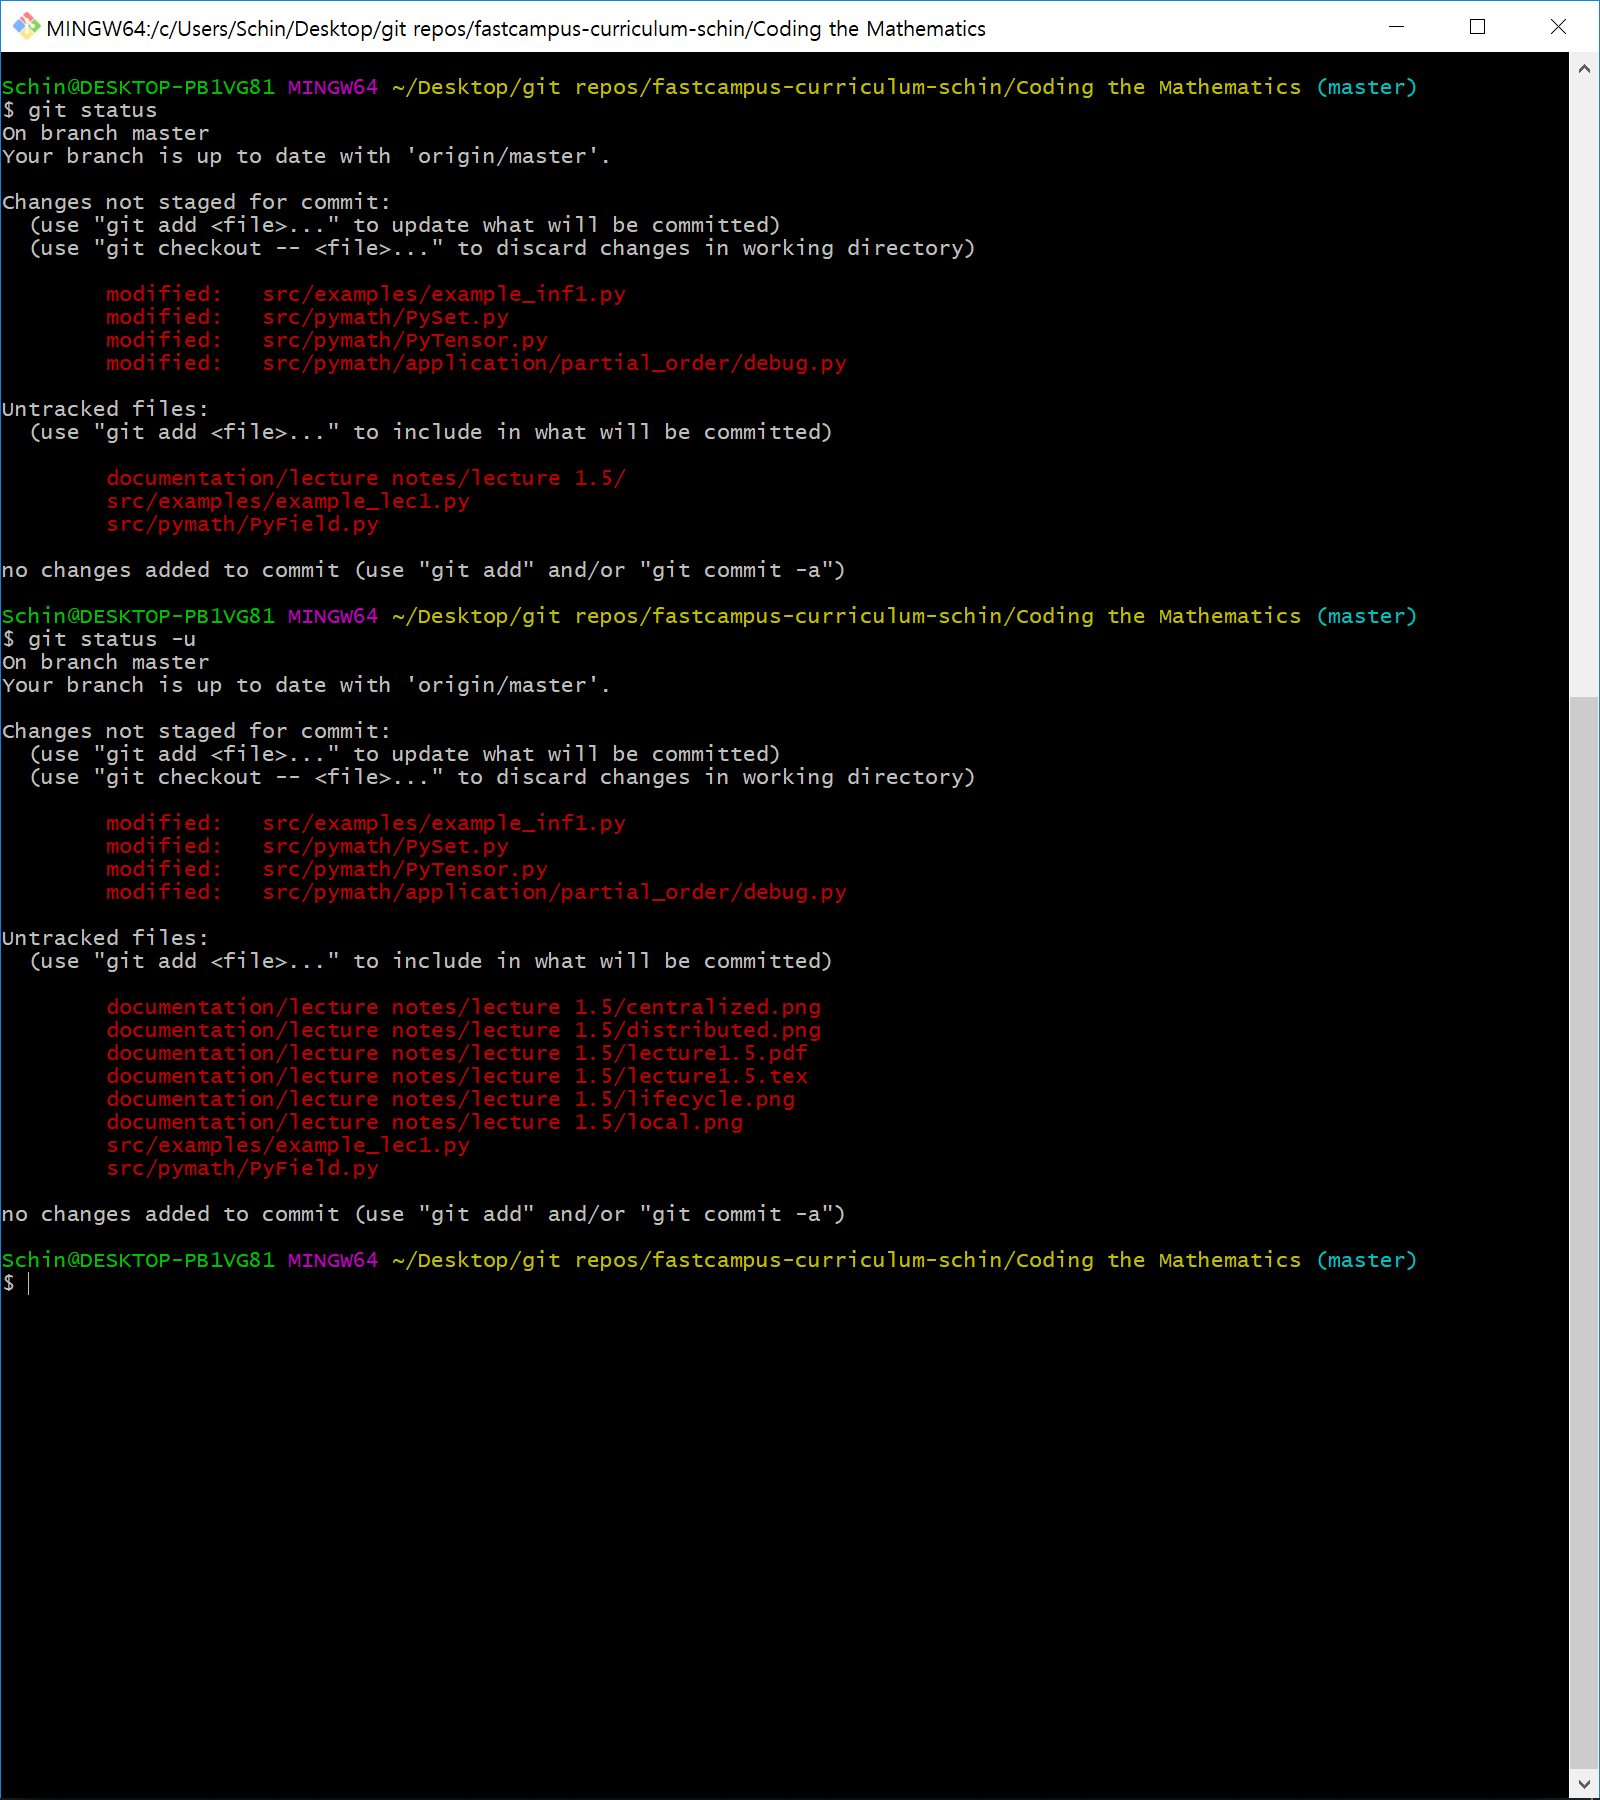 MINGW64:/c/Users/Schin/Desktop/git repos/fastcampus-curriculum-schin/Coding the Mathematics
Schin@DESKTOP-PB1VG81 MINGW64 ~/Desktop/git repos/fastcampus-curriculum-schin/Coding the Mathematics (master)
$ git status
On branch master
Your branch is up to date with 'origin/master'.
Changes not staged for commit:
  (use "git add <file>..." to update what will be committed)
  (use "git checkout -- <file>..." to discard changes in working directory)
        modified:   src/examples/example_inf1.py
        modified:   src/pymath/PySet.py
        modified:   src/pymath/PyTensor.py
        modified:   src/pymath/application/partial_order/debug.py
Untracked files:
  (use "git add <file>..." to include in what will be committed)
        documentation/lecture notes/lecture 1.5/
        src/examples/example_lec1.py
        src/pymath/PyField.py
no changes added to commit (use "git add" and/or "git commit -a")
Schin@DESKTOP-PB1VG81 MINGW64 ~/Desktop/git repos/fastcampus-curriculum-schin/Coding the Mathematics (master)
$ git status -u
On branch master
Your branch is up to date with 'origin/master'.
Changes not staged for commit:
  (use "git add <file>..." to update what will be committed)
  (use "git checkout -- <file>..." to discard changes in working directory)
        modified:   src/examples/example_inf1.py
        modified:   src/pymath/PySet.py
        modified:   src/pymath/PyTensor.py
        modified:   src/pymath/application/partial_order/debug.py
Untracked files:
  (use "git add <file>..." to include in what will be committed)
        documentation/lecture notes/lecture 1.5/centralized.png
        documentation/lecture notes/lecture 1.5/distributed.png
        documentation/lecture notes/lecture 1.5/lecture1.5.pdf
        documentation/lecture notes/lecture 1.5/lecture1.5.tex
        documentation/lecture notes/lecture 1.5/lifecycle.png
        documentation/lecture notes/lecture 1.5/local.png
        src/examples/example_lec1.py
        src/pymath/PyField.py
no changes added to commit (use "git add" and/or "git commit -a")
Schin@DESKTOP-PB1VG81 MINGW64 ~/Desktop/git repos/fastcampus-curriculum-schin/Coding the Mathematics (master)
$